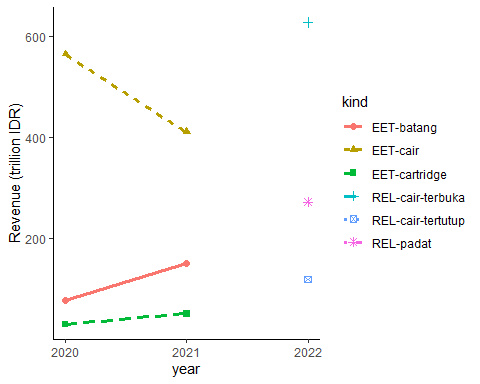 600
400
200
Revenue (trillion IDR)
2020
2021
2022
year
kind
EET-batang
EET-cair
EET-cartridge
REL-cair-terbuka
REL-cair-tertutup
REL-padat